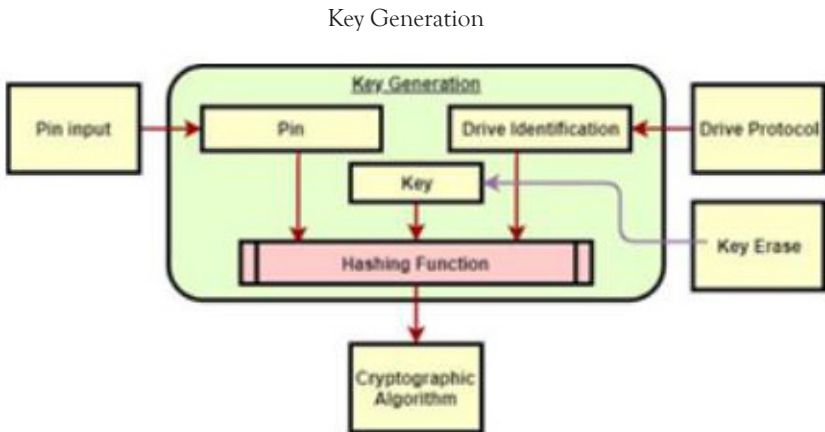 Key Generation
Key Generation
Pin input
Pin
Drive Identification
Drive Protocol
Key
Key Erase
Hashing Function
Cryptographic
Algorithm